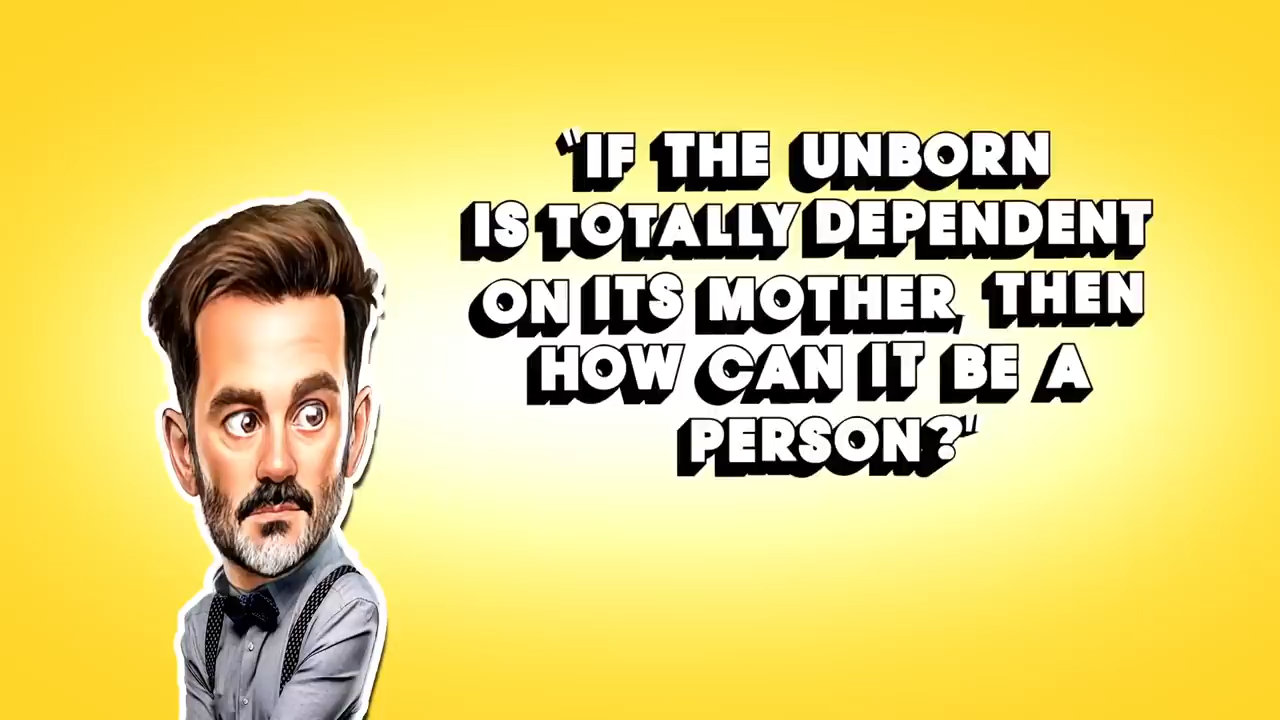 "IF THE UNBORN
IS TOTALLY DEPENDENT
ON ITS MOTHER, THEN
HOW CAN IT BE A
PERSON?"